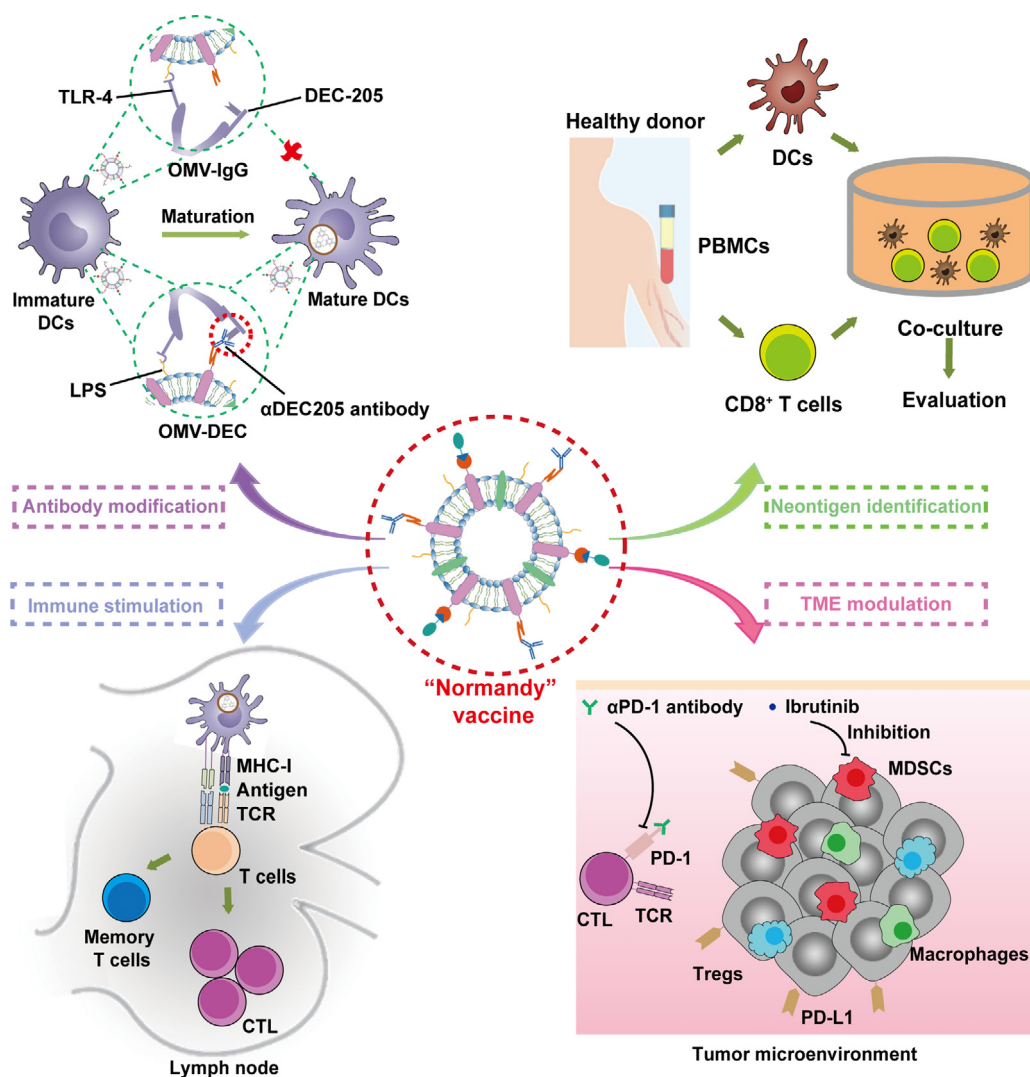 TLR-4
DEC-205
OMV-IgG
Maturation
Immature
DCs
Mature DCs
LPS
αDEC205 antibody
OMV-DEC
Healthy donor
PBMCs
DCs
CD8⁺ T cells
Co-culture
Evaluation
Antibody modification
Neontigen identification
Immune stimulation
TME modulation
“Normandy”
vaccine
MHC-I
Antigen
TCR
T cells
Memory
T cells
CTL
Lymph node
αPD-1 antibody
Ibrutinib
Inhibition
MDSCs
PD-1
CTL
TCR
Tregs
Macrophages
PD-L1
Tumor microenvironment